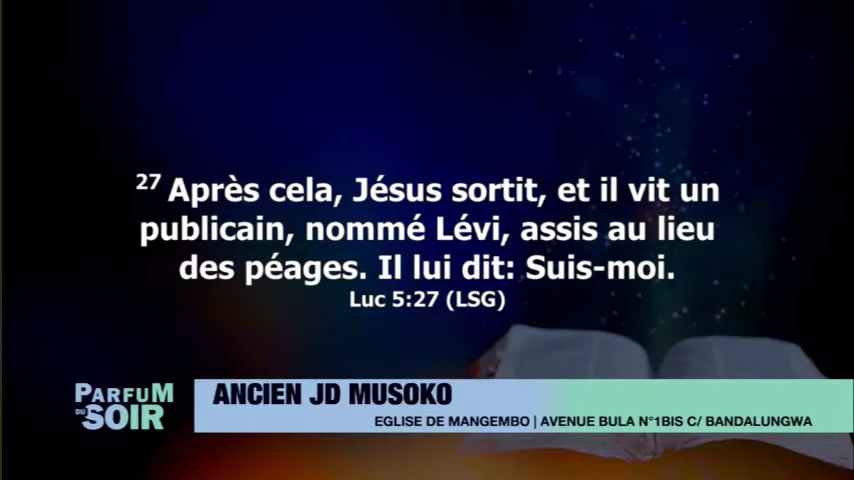 27 Après cela, Jésus sortit, et il vit un
publicain, nommé Lévi, assis au lieu
des péages. Il lui dit: Suis-moi.
Luc 5:27 (LSG)
PARFUM
DU SOIR
ANCIEN JD MUSOKO
EGLISE DE MANGEMBO | AVENUE BULA N°1BIS C/ BANDALUNGWA